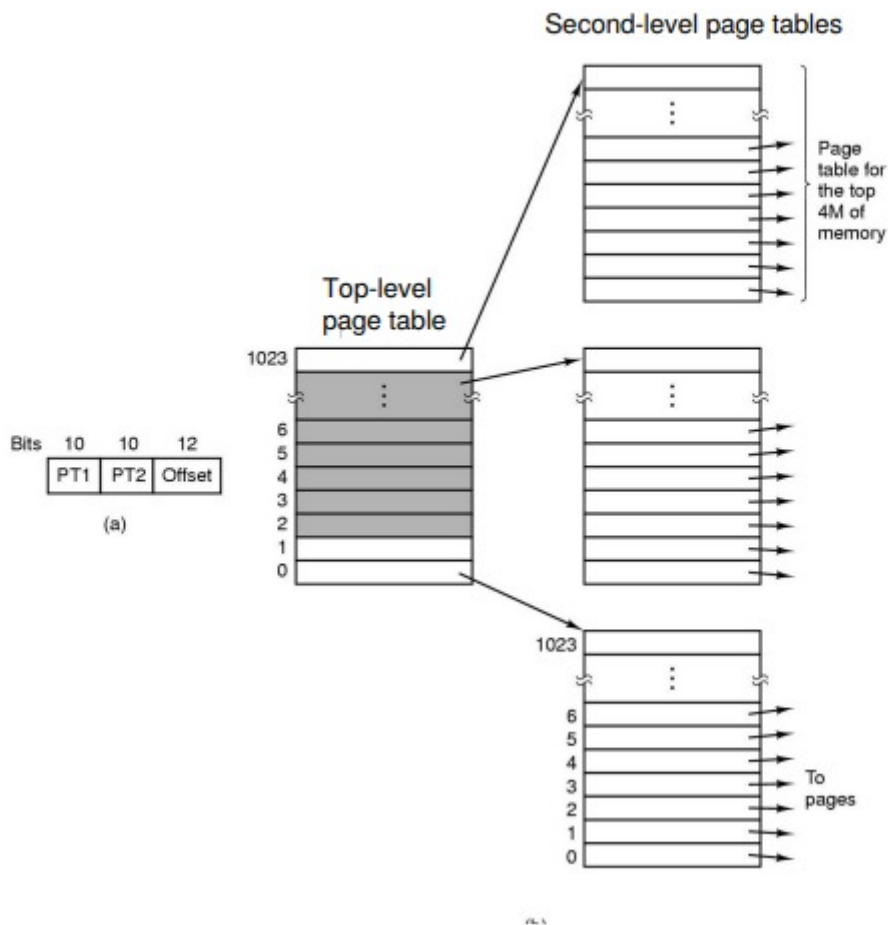 Second-level page tables
Page
table for
the top
4M of
memory
Top-level
page table
1023
6
5
4
3
2
1
0
Bits 10 10 12
PT1 PT2 Offset
(a)
1023
6
5
4
3
2
1
0
To
pages